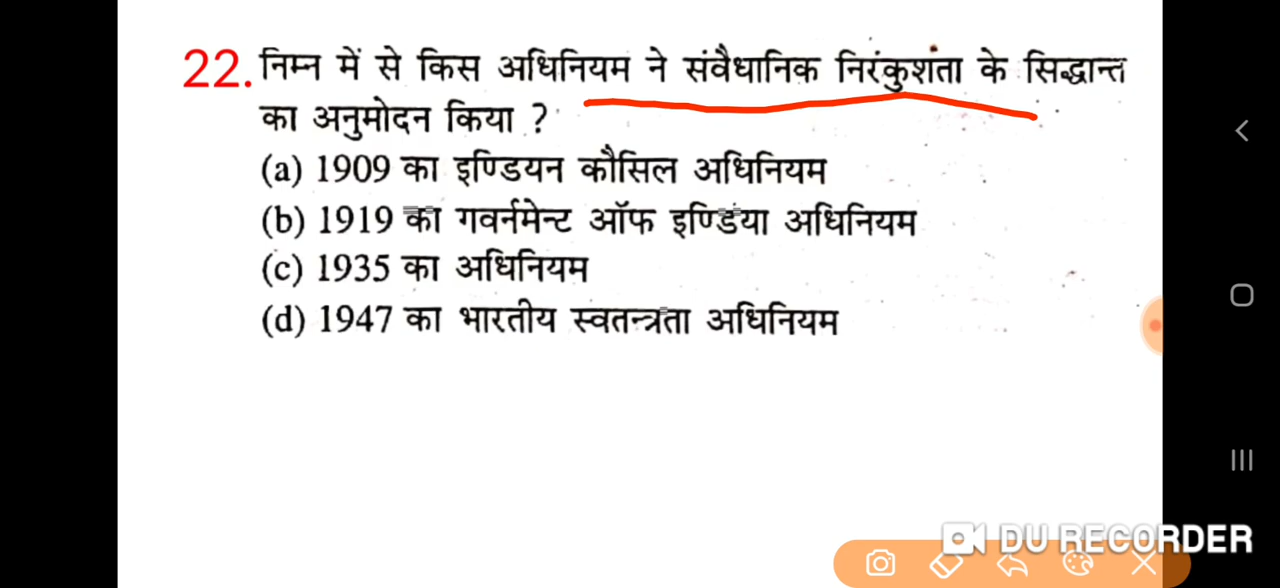 22. निम्न में से किस अधिनियम ने संवैधानिक निरंकुशता के सिद्धान्त
का अनुमोदन किया ?
(a) 1909 का इण्डियन कौंसिल अधिनियम
(b) 1919 का गवर्नमेन्ट ऑफ इण्डिया अधिनियम
(c) 1935 का अधिनियम
(d) 1947 का भारतीय स्वतन्त्रता अधिनियम
DU RECORDER